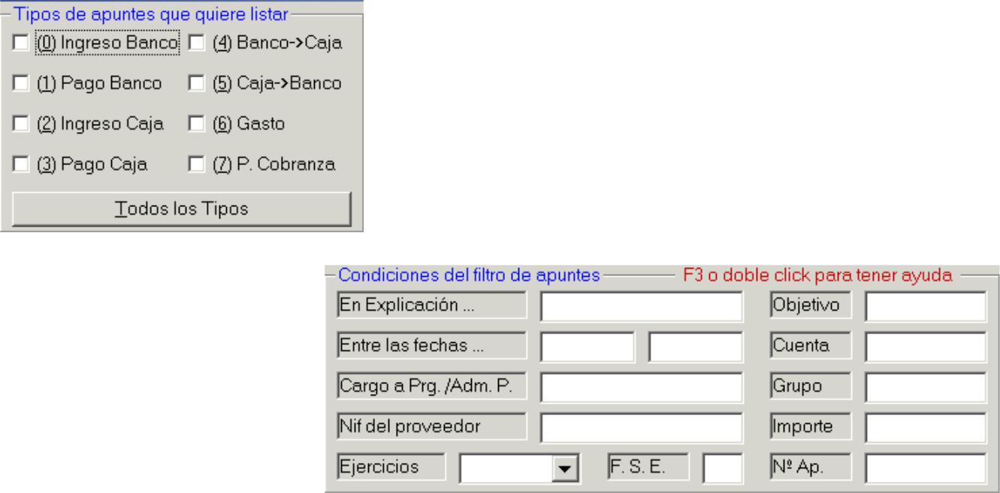 Tipos de apuntes que quiere listar
(0) Ingreso Banco (4) Banco->Caja
(1) Pago Banco (5) Caja->Banco
(2) Ingreso Caja (6) Gasto
(3) Pago Caja (7) P. Cobranza
Todos los Tipos
Condiciones del filtro de apuntes F3 o doble click para tener ayuda
En Explicación ... Objetivo
Entre las fechas ... Cuenta
Cargo a Prg. /Adm. P. Grupo
Nif del proveedor Importe
Ejercicios F. S. E. Nº Ap.